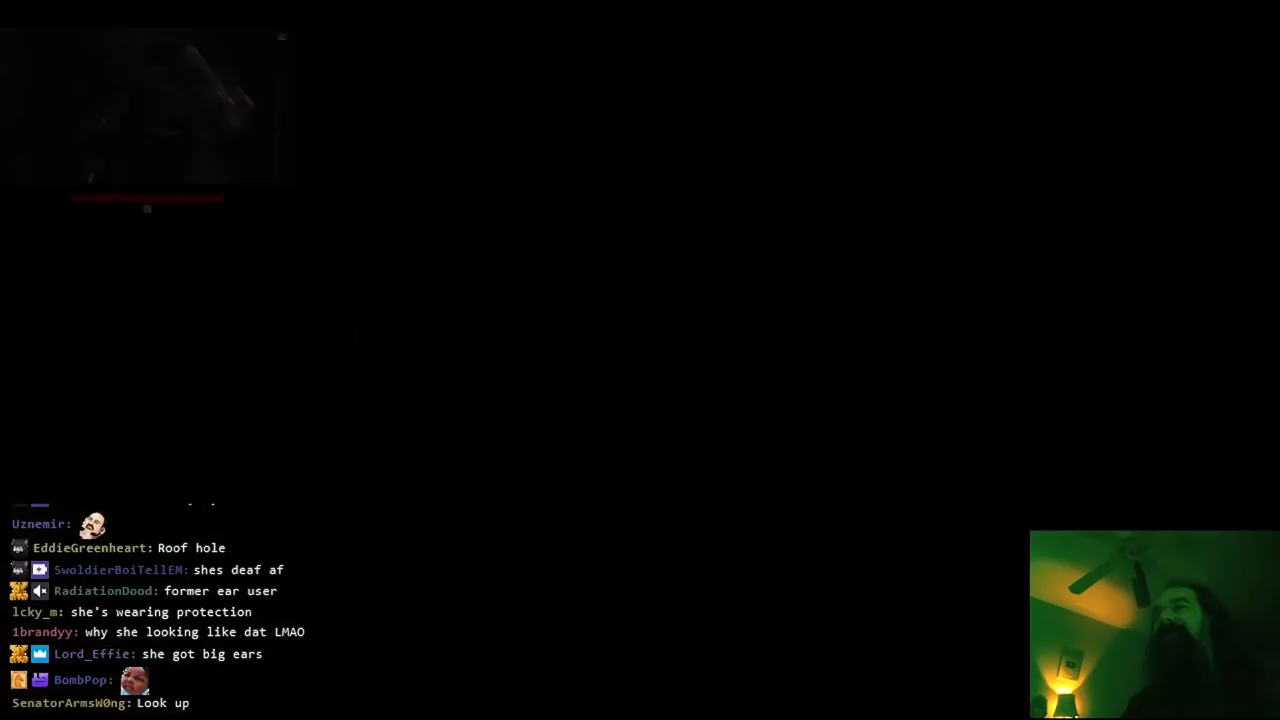 Uznemir:
EddieGreenheart: Roof hole
SwoldierBoiTellEM: shes deaf af
RadiationDood: former ear user
lcky_m: she's wearing protection
1brandyy: why she looking like dat LMAO
Lord_Effie: she got big ears
BombPop:
SenatorArmsW0ng: Look up